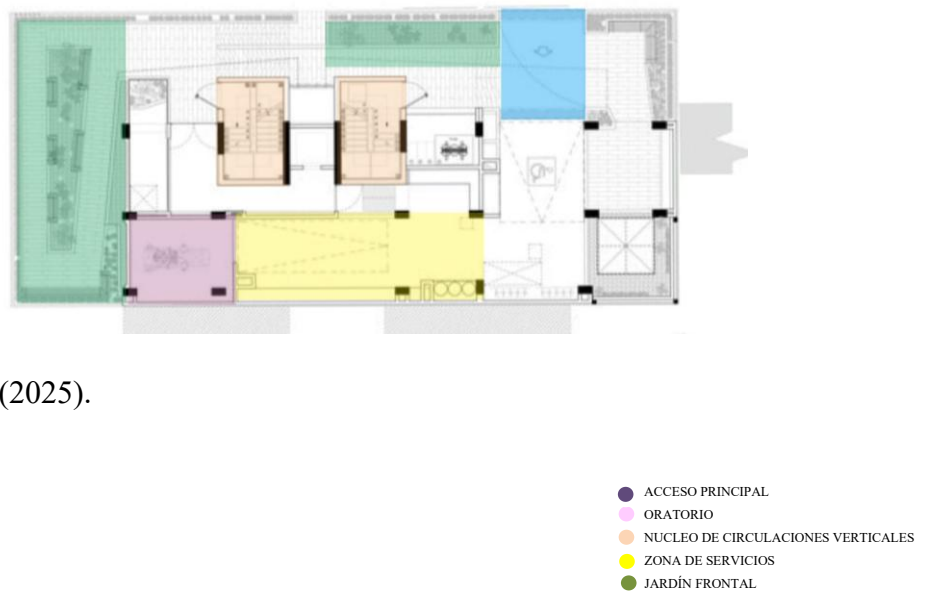 (2025).
ACCESO PRINCIPAL
ORATORIO
NUCLEO DE CIRCULACIONES VERTICALES
ZONA DE SERVICIOS
JARDÍN FRONTAL